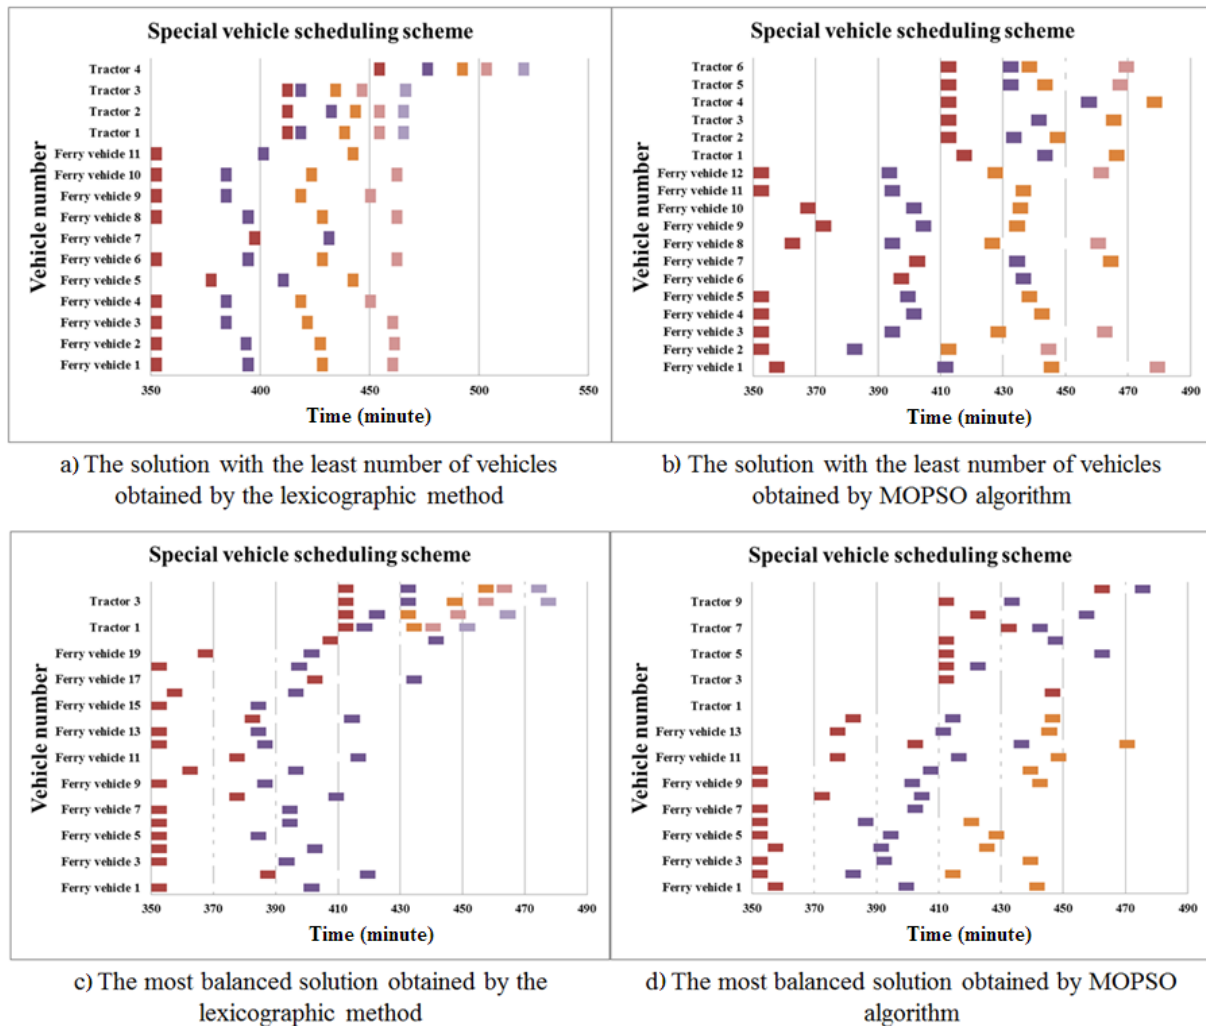 Special vehicle scheduling scheme
Vehicle number
Tractor 4
Tractor 3
Tractor 2
Tractor 1
Ferry vehicle 11
Ferry vehicle 10
Ferry vehicle 9
Ferry vehicle 8
Ferry vehicle 7
Ferry vehicle 6
Ferry vehicle 5
Ferry vehicle 4
Ferry vehicle 3
Ferry vehicle 2
Ferry vehicle 1
350 400 450 500 550
Time (minute)
a) The solution with the least number of vehicles
obtained by the lexicographic method
Special vehicle scheduling scheme
Vehicle number
Tractor 6
Tractor 5
Tractor 4
Tractor 3
Tractor 2
Tractor 1
Ferry vehicle 12
Ferry vehicle 11
Ferry vehicle 10
Ferry vehicle 9
Ferry vehicle 8
Ferry vehicle 7
Ferry vehicle 6
Ferry vehicle 5
Ferry vehicle 4
Ferry vehicle 3
Ferry vehicle 2
Ferry vehicle 1
350 370 390 410 430 450 470 490
Time (minute)
b) The solution with the least number of vehicles
obtained by MOPSO algorithm
Special vehicle scheduling scheme
Vehicle number
Tractor 3
Tractor 1
Ferry vehicle 19
Ferry vehicle 17
Ferry vehicle 15
Ferry vehicle 13
Ferry vehicle 11
Ferry vehicle 9
Ferry vehicle 7
Ferry vehicle 5
Ferry vehicle 3
Ferry vehicle 1
350 370 390 410 430 450 470 490
Time (minute)
c) The most balanced solution obtained by the
lexicographic method
Special vehicle scheduling scheme
Vehicle number
Tractor 9
Tractor 7
Tractor 5
Tractor 3
Tractor 1
Ferry vehicle 13
Ferry vehicle 11
Ferry vehicle 9
Ferry vehicle 7
Ferry vehicle 5
Ferry vehicle 3
Ferry vehicle 1
350 370 390 410 430 450 470 490
Time (minute)
d) The most balanced solution obtained by MOPSO
algorithm